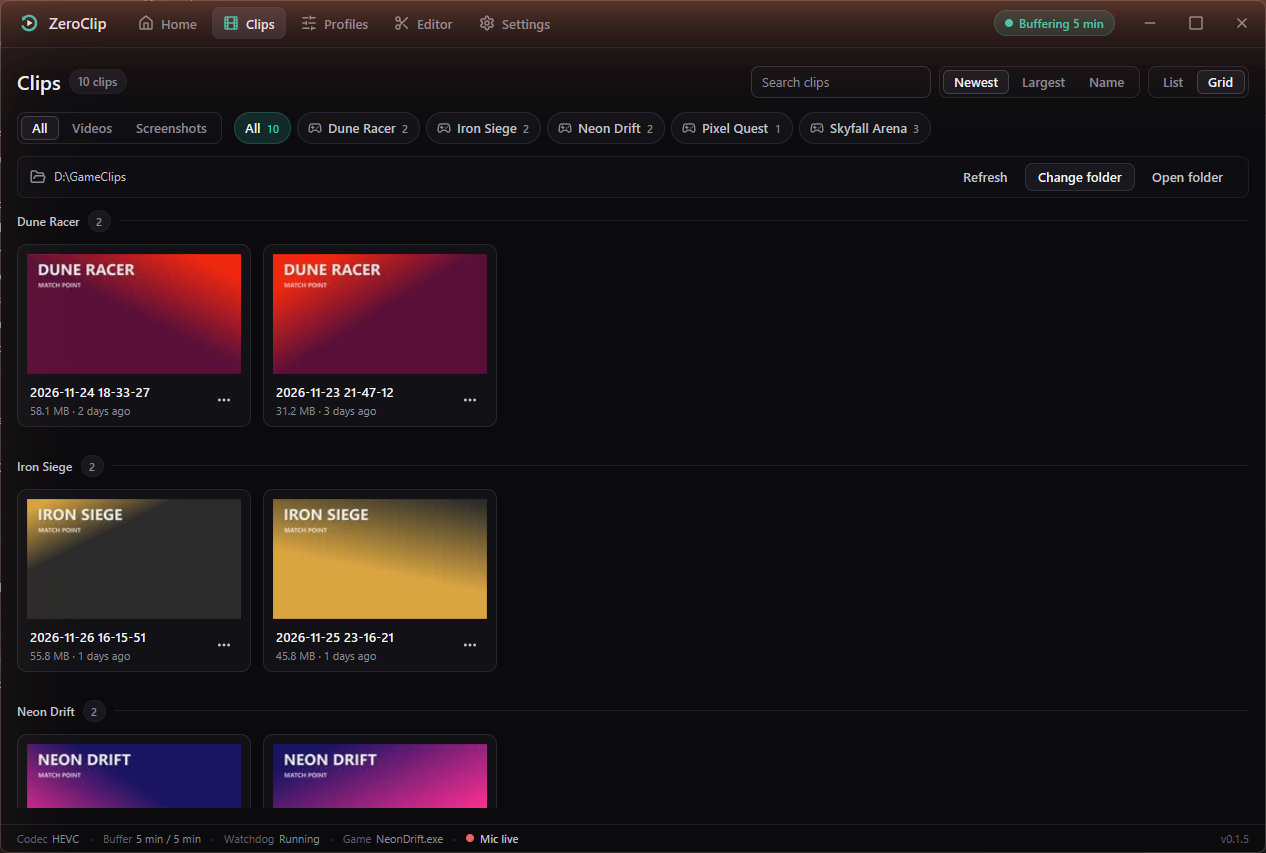 ZeroClip Home Clips Profiles Editor Settings Buffering 5 min
Clips 10 clips Search clips Newest Largest Name List Grid
All Videos Screenshots All 10 Dune Racer 2 Iron Siege 2 Neon Drift 2 Pixel Quest 1 Skyfall Arena 3
D:\GameClips Refresh Change folder Open folder
Dune Racer 2
DUNE RACER DUNE RACER
MATCH POINT MATCH POINT
2026-11-24 18-33-27 2026-11-23 21-47-12
58.1 MB · 2 days ago 31.2 MB · 3 days ago
Iron Siege 2
IRON SIEGE IRON SIEGE
MATCH POINT MATCH POINT
2026-11-26 16-15-51 2026-11-25 23-16-21
55.8 MB · 1 days ago 45.8 MB · 1 days ago
Neon Drift 2
NEON DRIFT NEON DRIFT
MATCH POINT MATCH POINT
Codec HEVC · Buffer 5 min / 5 min · Watchdog Running · Game NeonDrift.exe · Mic live v0.1.5